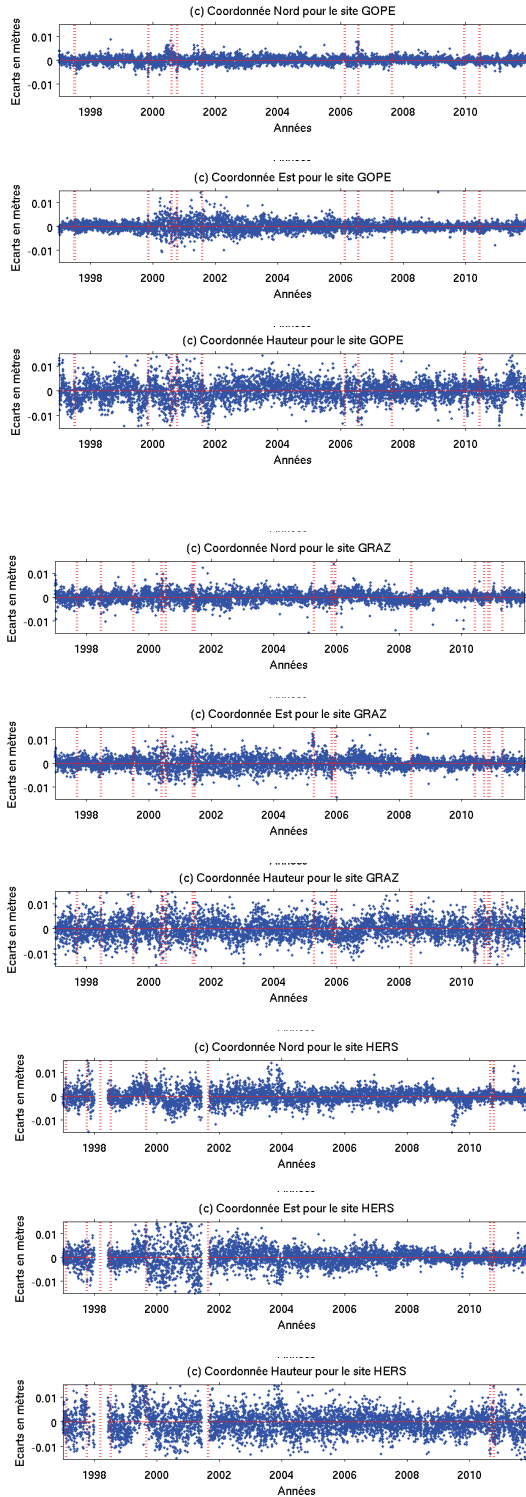 (c) Coordonnée Nord pour le site GOPE
Ecarts en mètres
0.01
0
-0.01
1998 2000 2002 2004 2006 2008 2010
Années
(c) Coordonnée Est pour le site GOPE
Ecarts en mètres
0.01
0
-0.01
1998 2000 2002 2004 2006 2008 2010
Années
(c) Coordonnée Hauteur pour le site GOPE
Ecarts en mètres
0.01
0
-0.01
1998 2000 2002 2004 2006 2008 2010
Années
(c) Coordonnée Nord pour le site GRAZ
Ecarts en mètres
0.01
0
-0.01
1998 2000 2002 2004 2006 2008 2010
Années
(c) Coordonnée Est pour le site GRAZ
Ecarts en mètres
0.01
0
-0.01
1998 2000 2002 2004 2006 2008 2010
Années
(c) Coordonnée Hauteur pour le site GRAZ
Ecarts en mètres
0.01
0
-0.01
1998 2000 2002 2004 2006 2008 2010
Années
(c) Coordonnée Nord pour le site HERS
Ecarts en mètres
0.01
0
-0.01
1998 2000 2002 2004 2006 2008 2010
Années
(c) Coordonnée Est pour le site HERS
Ecarts en mètres
0.01
0
-0.01
1998 2000 2002 2004 2006 2008 2010
Années
(c) Coordonnée Hauteur pour le site HERS
Ecarts en mètres
0.01
0
-0.01
1998 2000 2002 2004 2006 2008 2010
Années